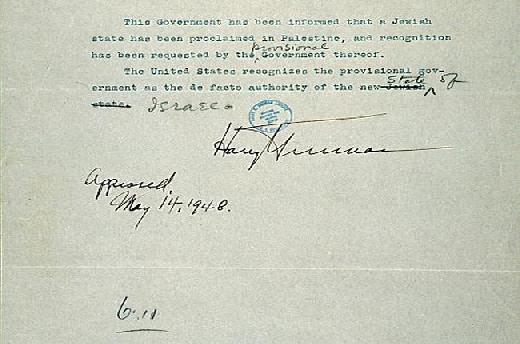 This Government has been informed that a Jewish
state has been proclaimed in Palestine, and recognition
provisional
has been requested by the Government thereof.
The United States recognizes the provisional gov-
State of
ernment as the de facto authority of the new Jewish
state. Israel.
Harry Truman
Approved,
May 14, 1948.
6.11